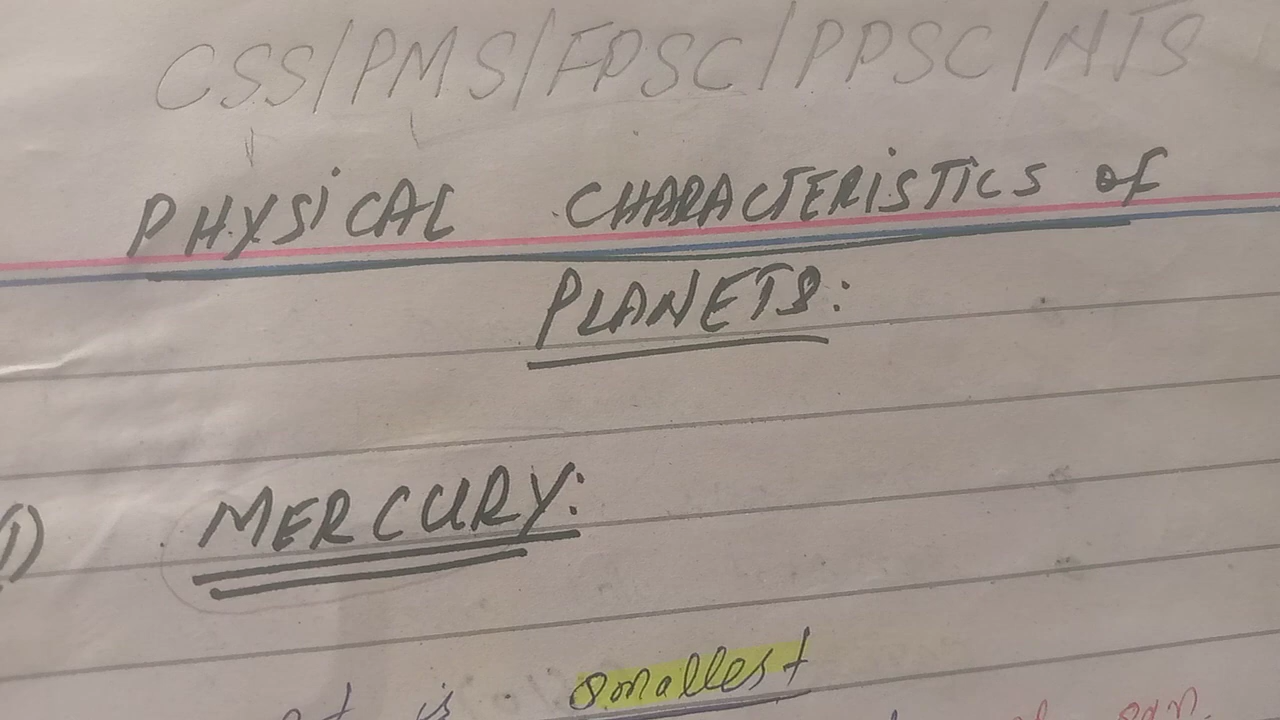 CSS/PMS/FPSC/PPSC/NTS
PHYSICAL CHARACTERISTICS of
PLANETS:
1) MERCURY:
It is smallest